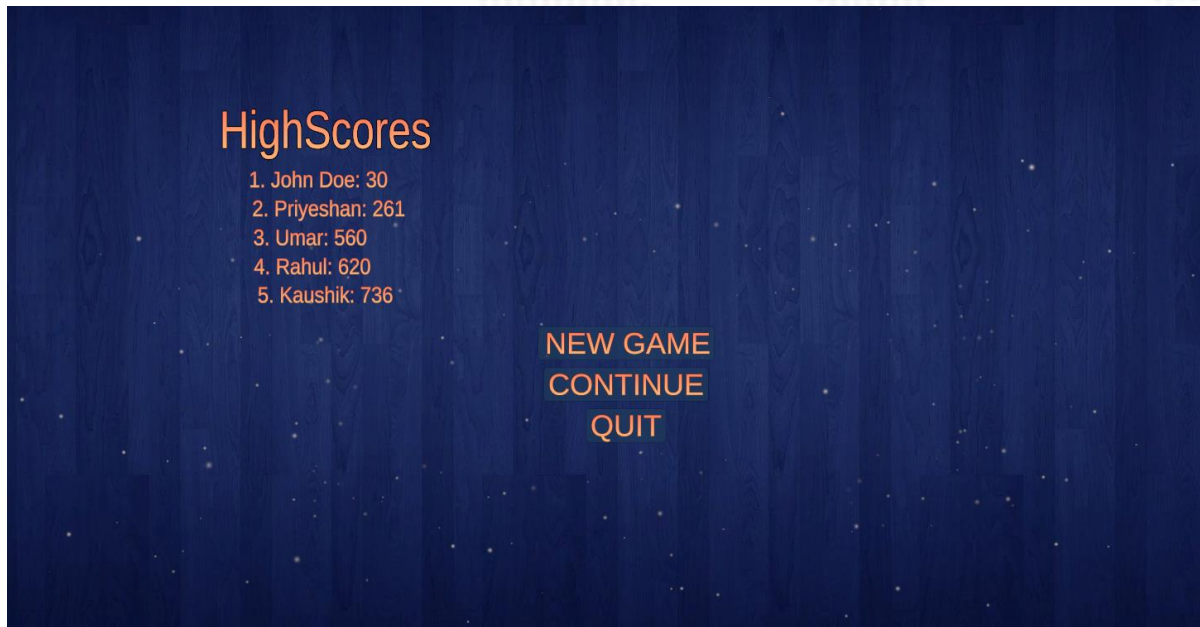 HighScores
1. John Doe: 30
2. Priyeshan: 261
3. Umar: 560
4. Rahul: 620
5. Kaushik: 736
NEW GAME
CONTINUE
QUIT